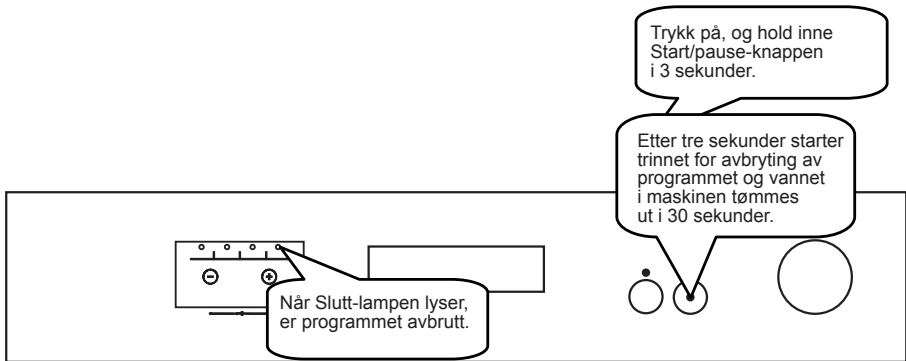 Trykk på, og hold inne
Start/pause-knappen
i 3 sekunder.
Etter tre sekunder starter
trinnet for avbryting av
programmet og vannet
i maskinen tømmes
ut i 30 sekunder.
Når Slutt-lampen lyser,
er programmet avbrutt.